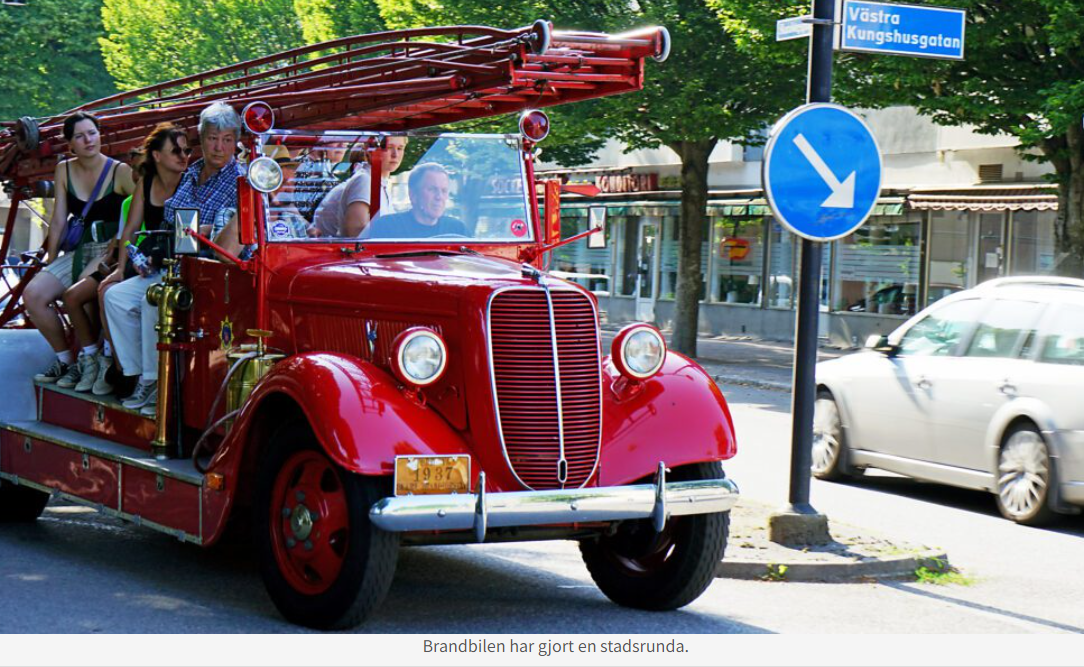 Västra
Kungshusgatan
KONDITORI
1937
Brandbilen har gjort en stadsrunda.